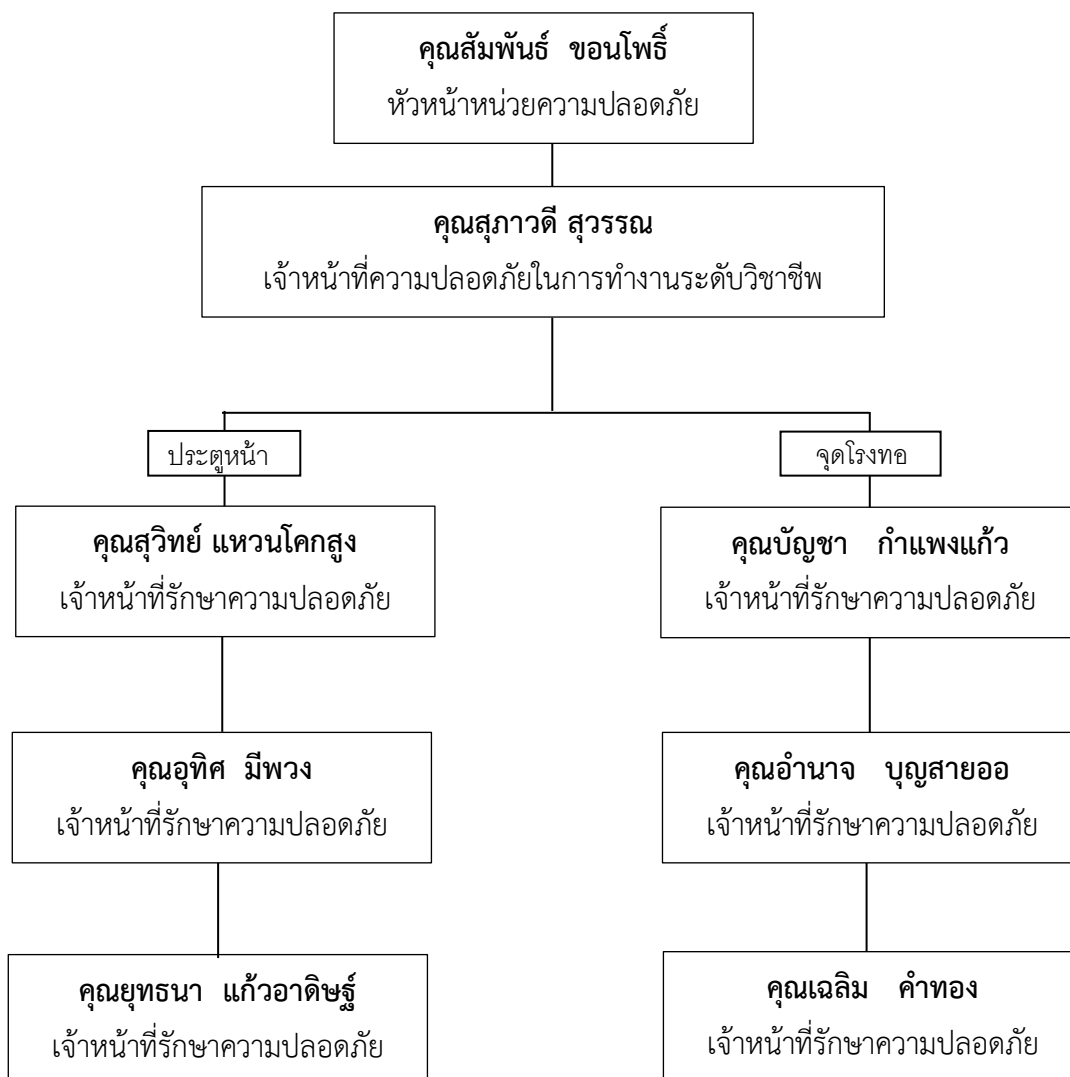 คุณสัมพันธ์ ขอนโพธิ์
หัวหน้าหน่วยความปลอดภัย
คุณสุภาวดี สุวรรณ
เจ้าหน้าที่ความปลอดภัยในการทำงานระดับวิชาชีพ
ประตูหน้า
จุดโรงทอ
คุณสุวิทย์ แหวนโคกสูง
เจ้าหน้าที่รักษาความปลอดภัย
คุณบัญชา กำแพงแก้ว
เจ้าหน้าที่รักษาความปลอดภัย
คุณอุทิศ มีพวง
เจ้าหน้าที่รักษาความปลอดภัย
คุณอำนาจ บุญสายออ
เจ้าหน้าที่รักษาความปลอดภัย
คุณยุทธนา แก้วอาดิษฐ์
เจ้าหน้าที่รักษาความปลอดภัย
คุณเฉลิม คำทอง
เจ้าหน้าที่รักษาความปลอดภัย